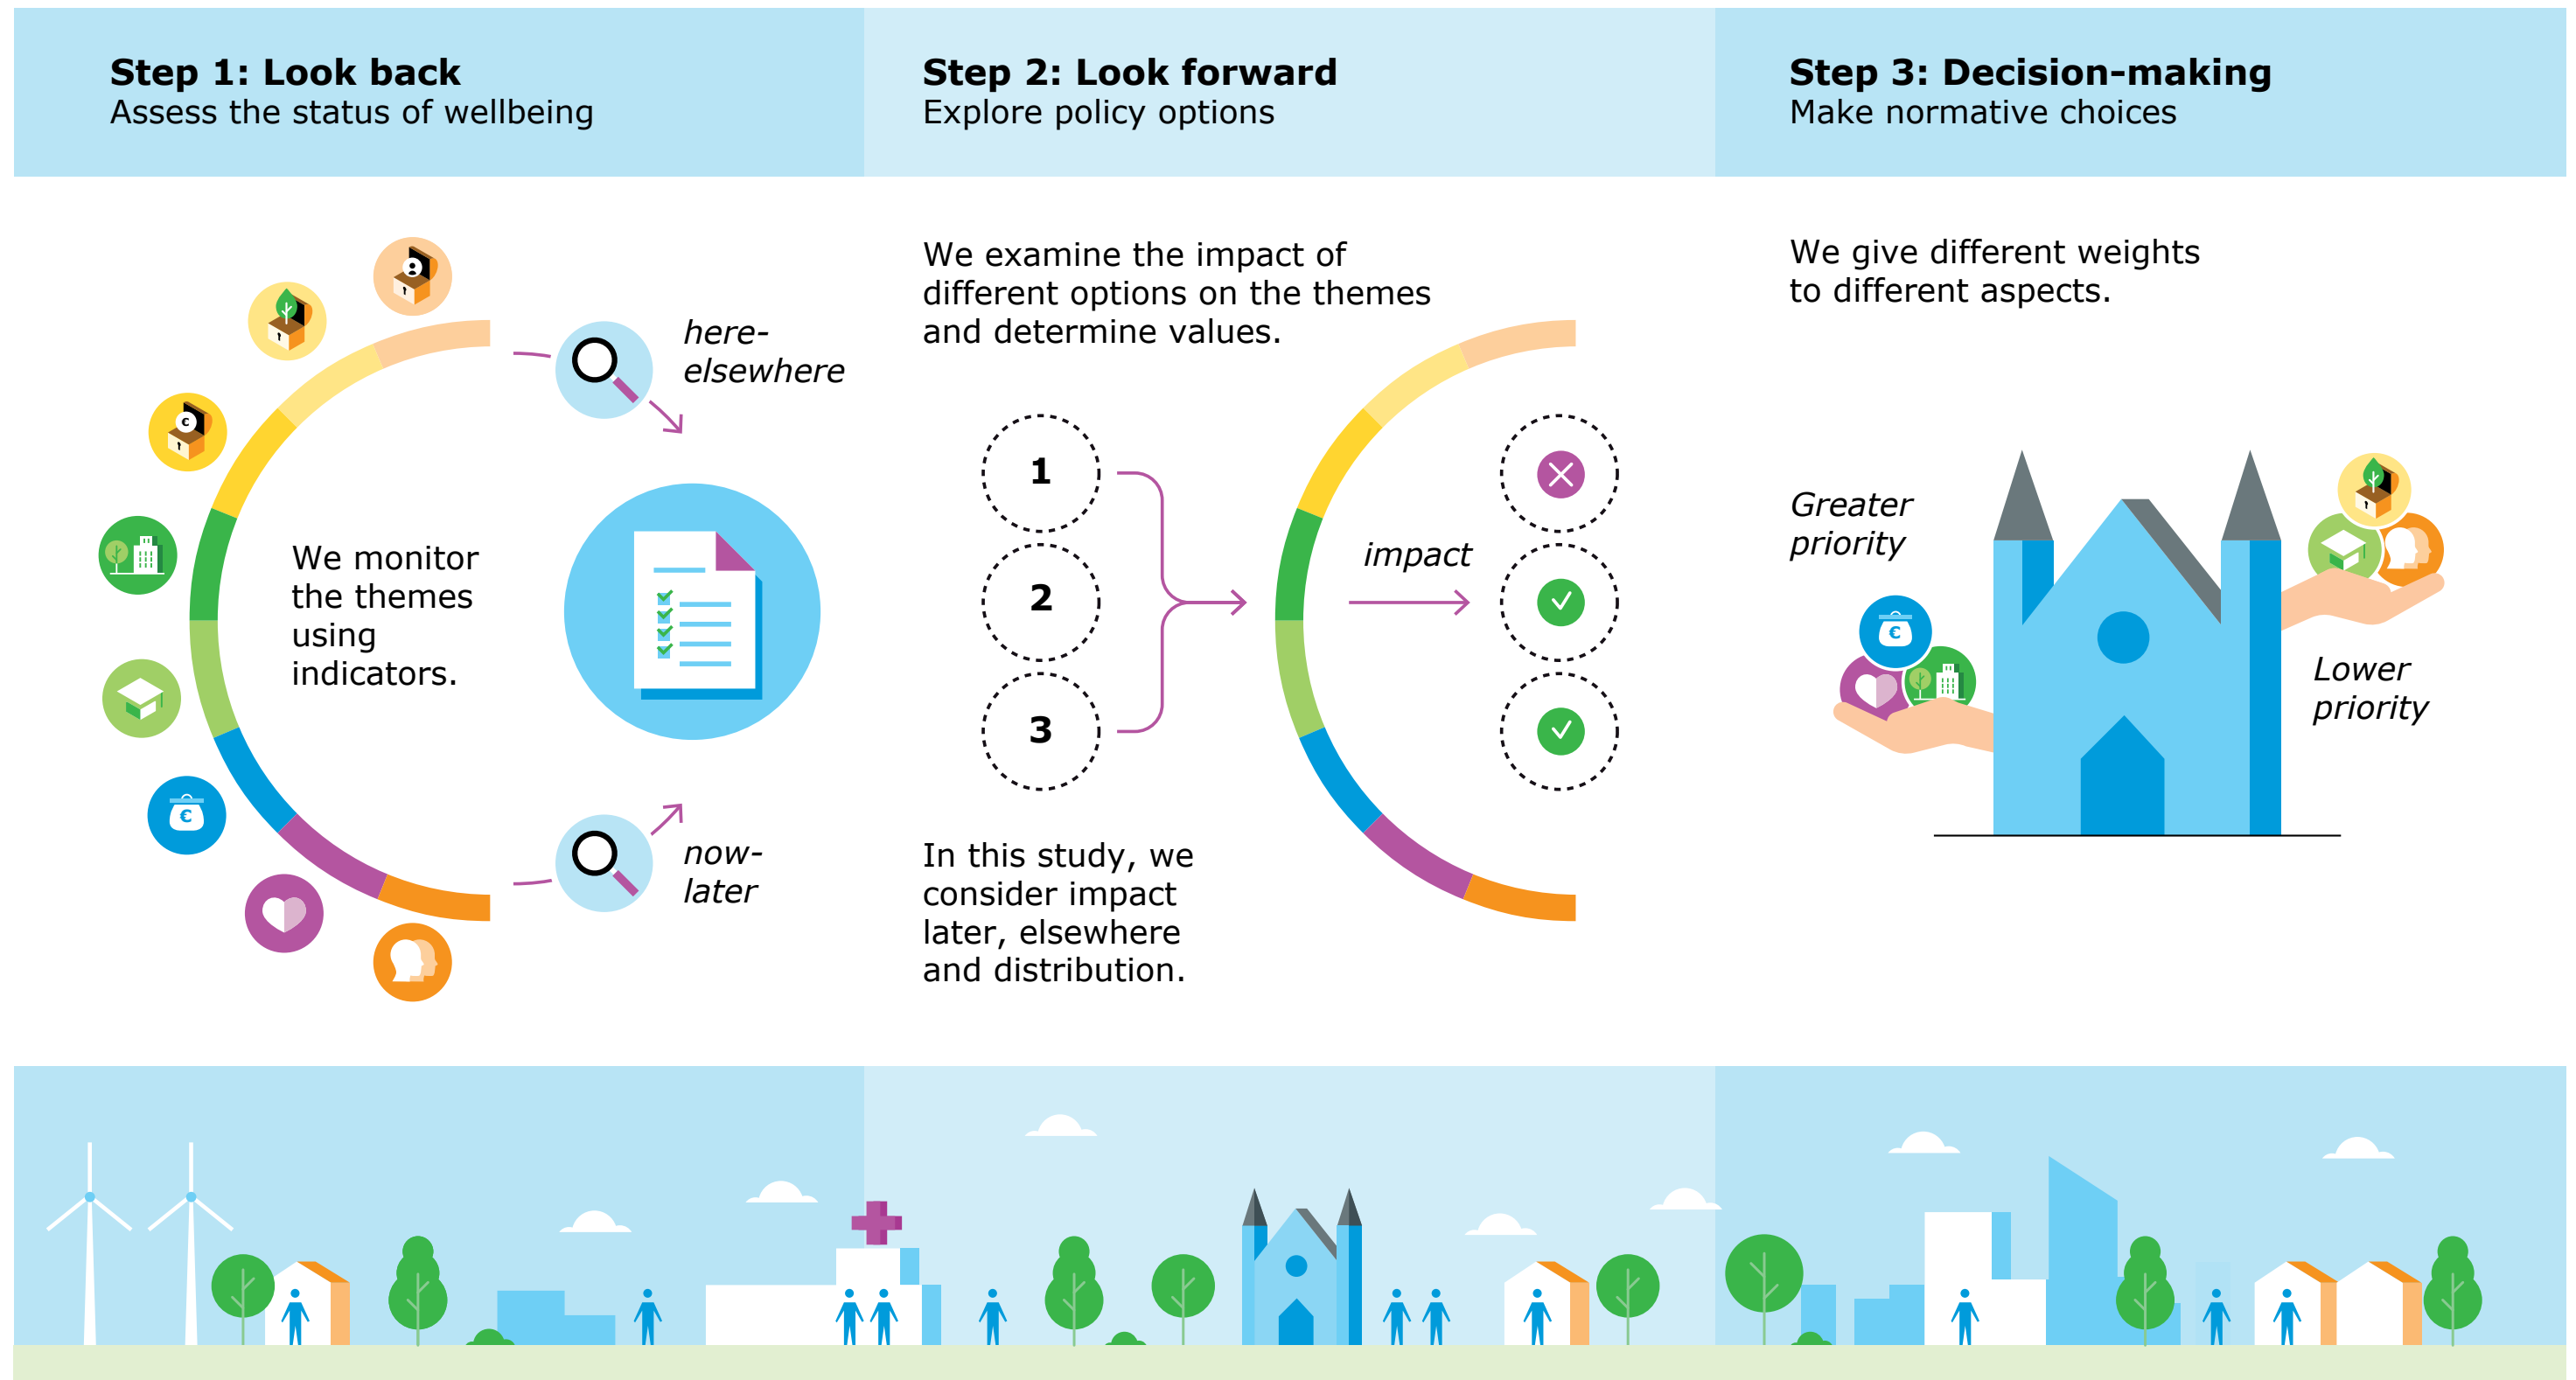 Step 1: Look back
Assess the status of wellbeing
Step 2: Look forward
Explore policy options
Step 3: Decision-making
Make normative choices
here-
elsewhere
€
We monitor
the themes
using
indicators.
€
now-
later
We examine the impact of
different options on the themes
and determine values.
1
2
3
impact
In this study, we
consider impact
later, elsewhere
and distribution.
We give different weights
to different aspects.
Greater
priority
€
Lower
priority